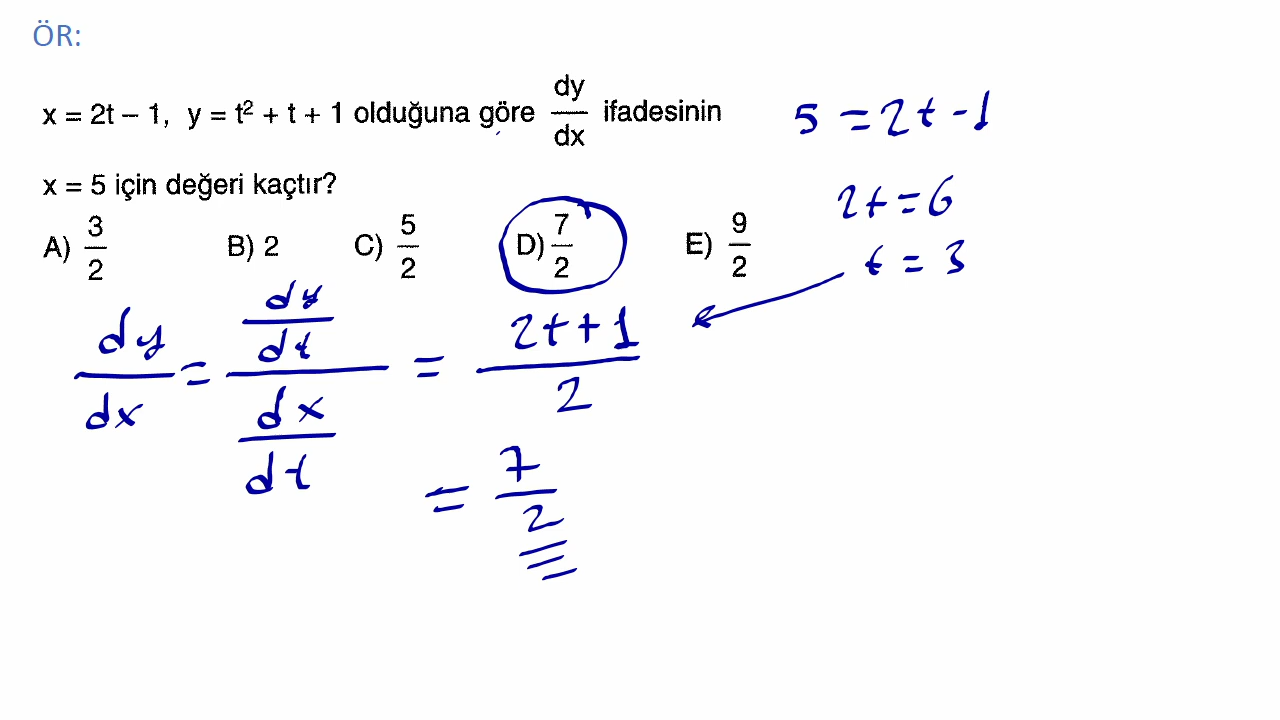 ÖR:
x = 2t – 1, y = t² + t + 1 olduğuna göre dy/dx ifadesinin
x = 5 için değeri kaçtır?
A) 3/2 B) 2 C) 5/2 D) 7/2 E) 9/2
5 = 2t - 1
2t = 6
t = 3
dy/dx = (dy/dt)/(dx/dt) = (2t + 1)/2
= 7/2